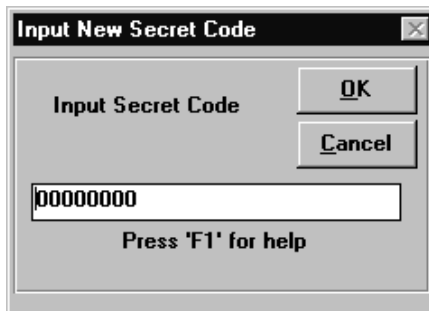 Input New Secret Code
OK
Input Secret Code
Cancel
00000000
Press 'F1' for help